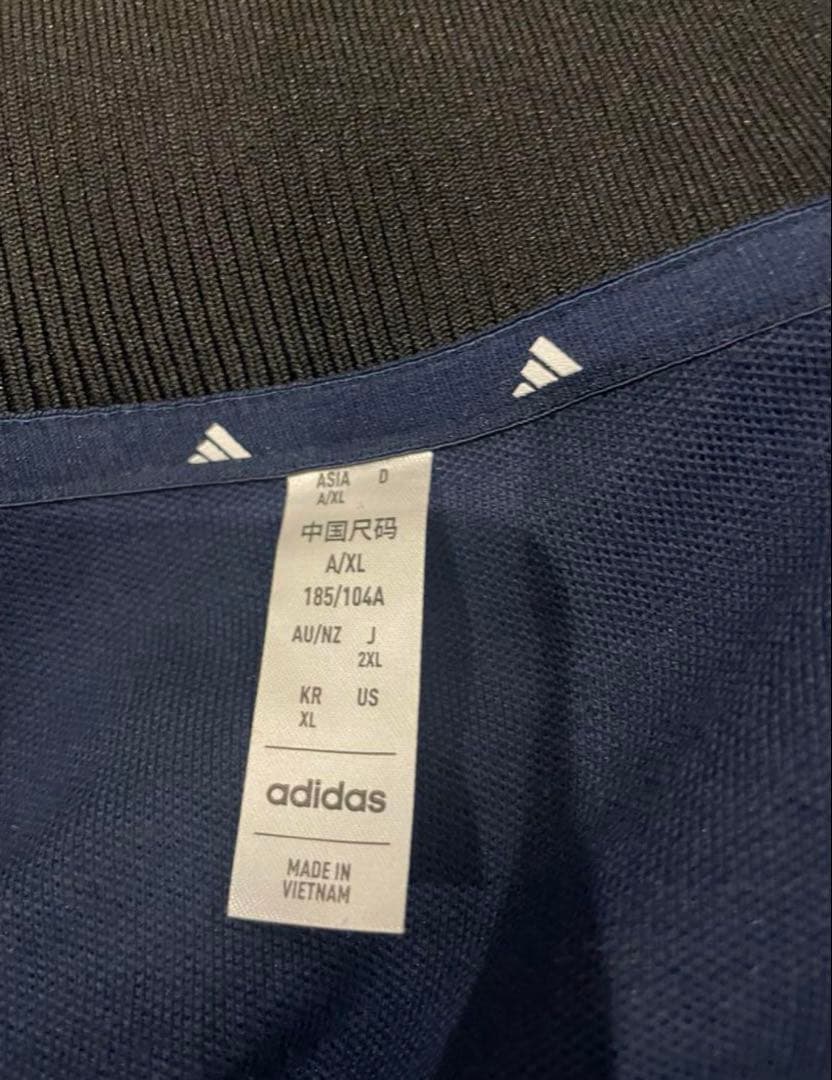 ASIA D
A/XL
中国尺码
A/XL
185/104A
AU/NZ J
2XL
KR US
XL
adidas
MADE IN
VIETNAM